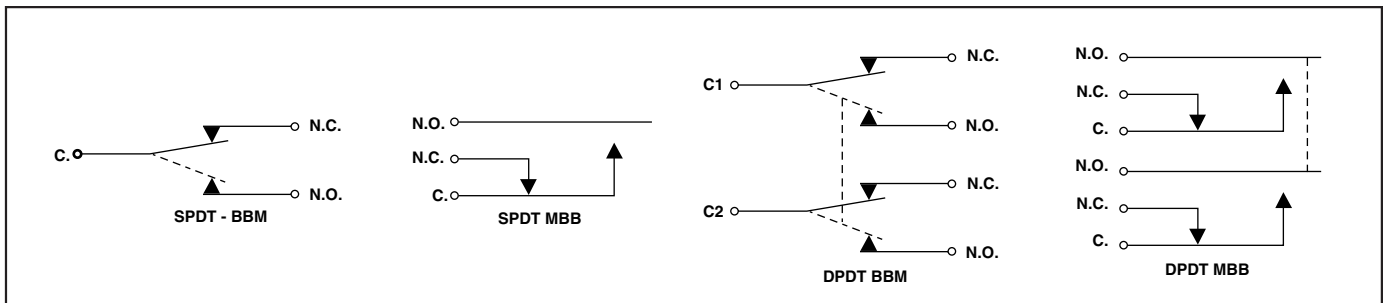 C.
N.C.
N.O.
SPDT - BBM
N.O.
N.C.
C.
SPDT MBB
C1
N.C.
N.O.
C2
N.C.
N.O.
DPDT BBM
N.O.
N.C.
C.
N.O.
N.C.
C.
DPDT MBB